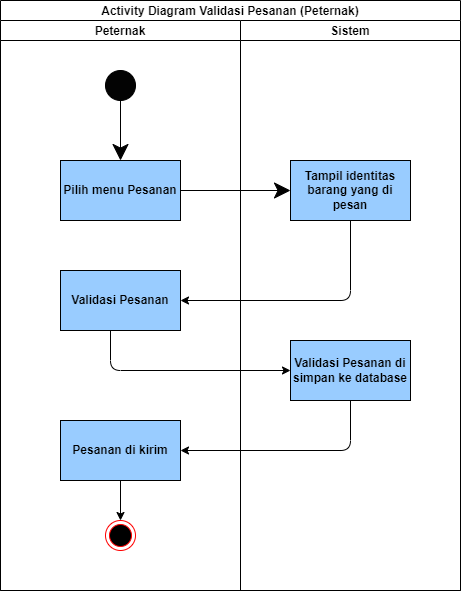 Activity Diagram Validasi Pesanan (Peternak)
Peternak
Sistem
Pilih menu Pesanan
Tampil identitas
barang yang di
pesan
Validasi Pesanan
Validasi Pesanan di
simpan ke database
Pesanan di kirim